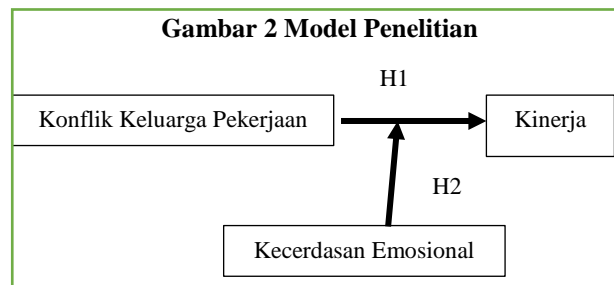 Gambar 2 Model Penelitian
H1
Konflik Keluarga Pekerjaan
Kinerja
H2
Kecerdasan Emosional